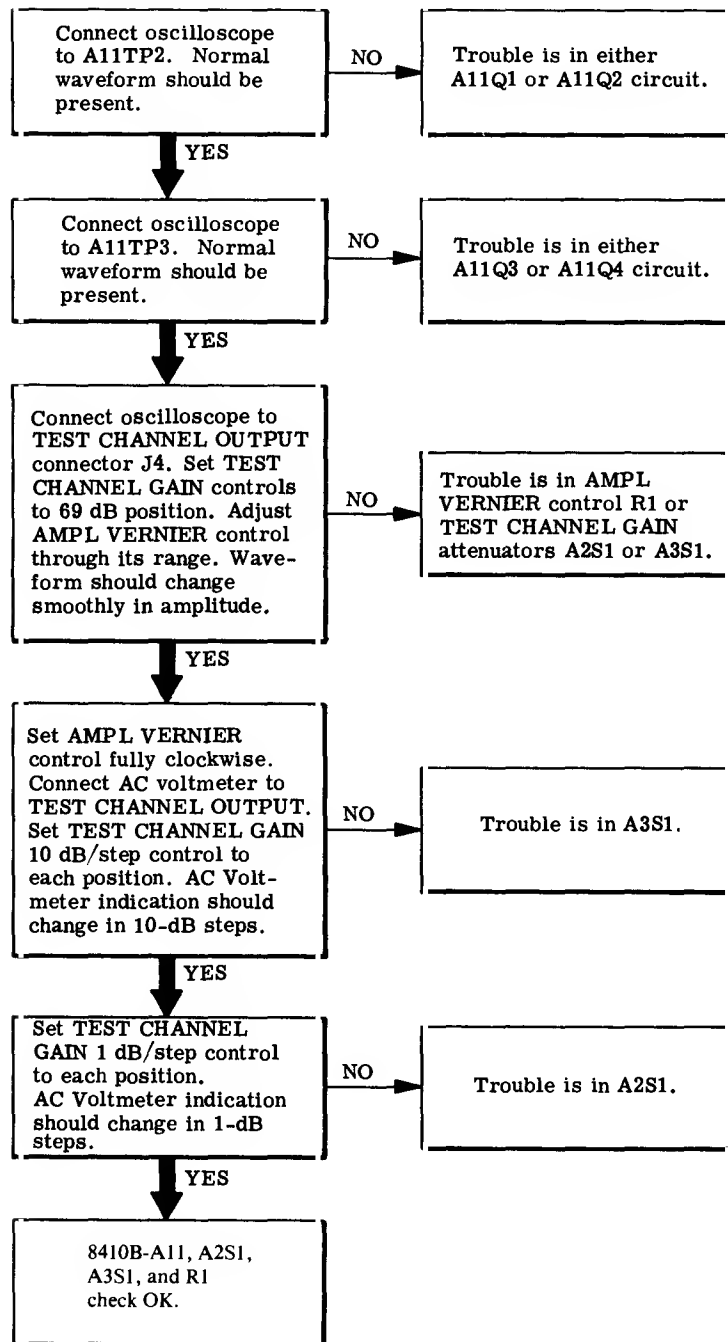 Connect oscilloscope
to A11TP2. Normal
waveform should be
present.
NO
Trouble is in either
A11Q1 or A11Q2 circuit.
YES
Connect oscilloscope
to A11TP3. Normal
waveform should be
present.
NO
Trouble is in either
A11Q3 or A11Q4 circuit.
YES
Connect oscilloscope to
TEST CHANNEL OUTPUT
connector J4. Set TEST
CHANNEL GAIN controls
to 69 dB position. Adjust
AMPL VERNIER control
through its range. Wave-
form should change
smoothly in amplitude.
NO
Trouble is in AMPL
VERNIER control R1 or
TEST CHANNEL GAIN
attenuators A2S1 or A3S1.
YES
Set AMPL VERNIER
control fully clockwise.
Connect AC voltmeter to
TEST CHANNEL OUTPUT.
Set TEST CHANNEL GAIN
10 dB/step control to
each position. AC Volt-
meter indication should
change in 10-dB steps.
NO
Trouble is in A3S1.
YES
Set TEST CHANNEL
GAIN 1 dB/step control
to each position.
AC Voltmeter indication
should change in 1-dB
steps.
NO
Trouble is in A2S1.
YES
8410B-A11, A2S1,
A3S1, and R1
check OK.